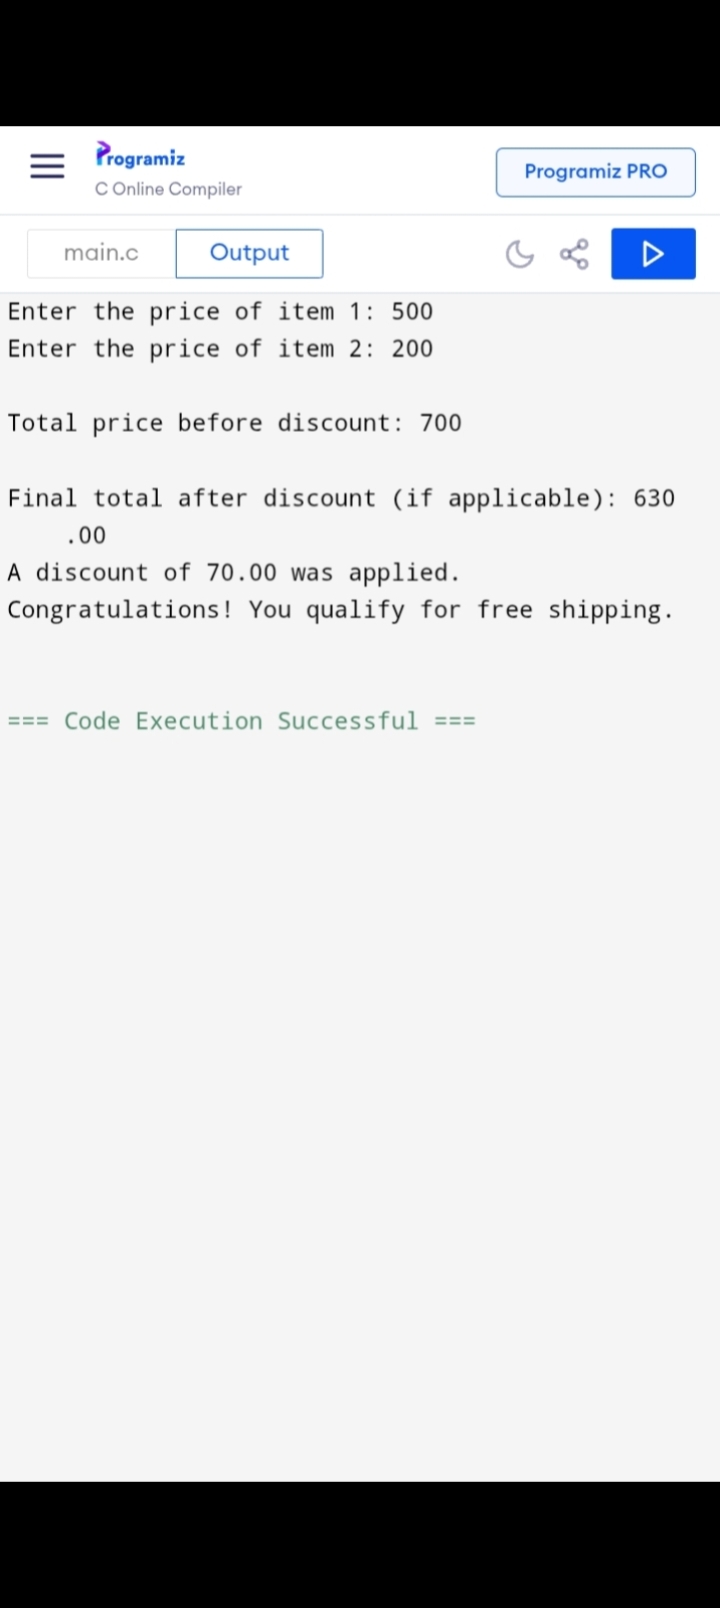 Programiz
C Online Compiler
Programiz PRO
main.c
Output
Enter the price of item 1: 500
Enter the price of item 2: 200
Total price before discount: 700
Final total after discount (if applicable): 630
.00
A discount of 70.00 was applied.
Congratulations! You qualify for free shipping.
=== Code Execution Successful ===